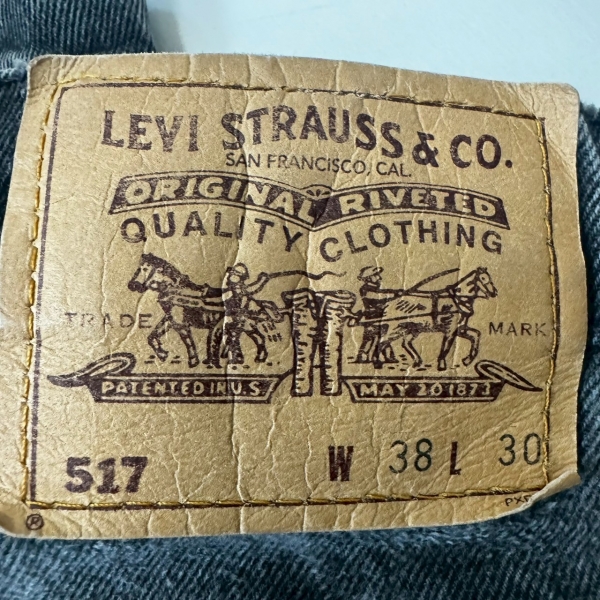 LEVI STRAUSS & CO.
SAN FRANCISCO, CAL.
ORIGINAL RIVETED
QUALITY CLOTHING
TRADE MARK
PATENTED IN U.S. MAY 20 1873
517 W 38 L 30
®